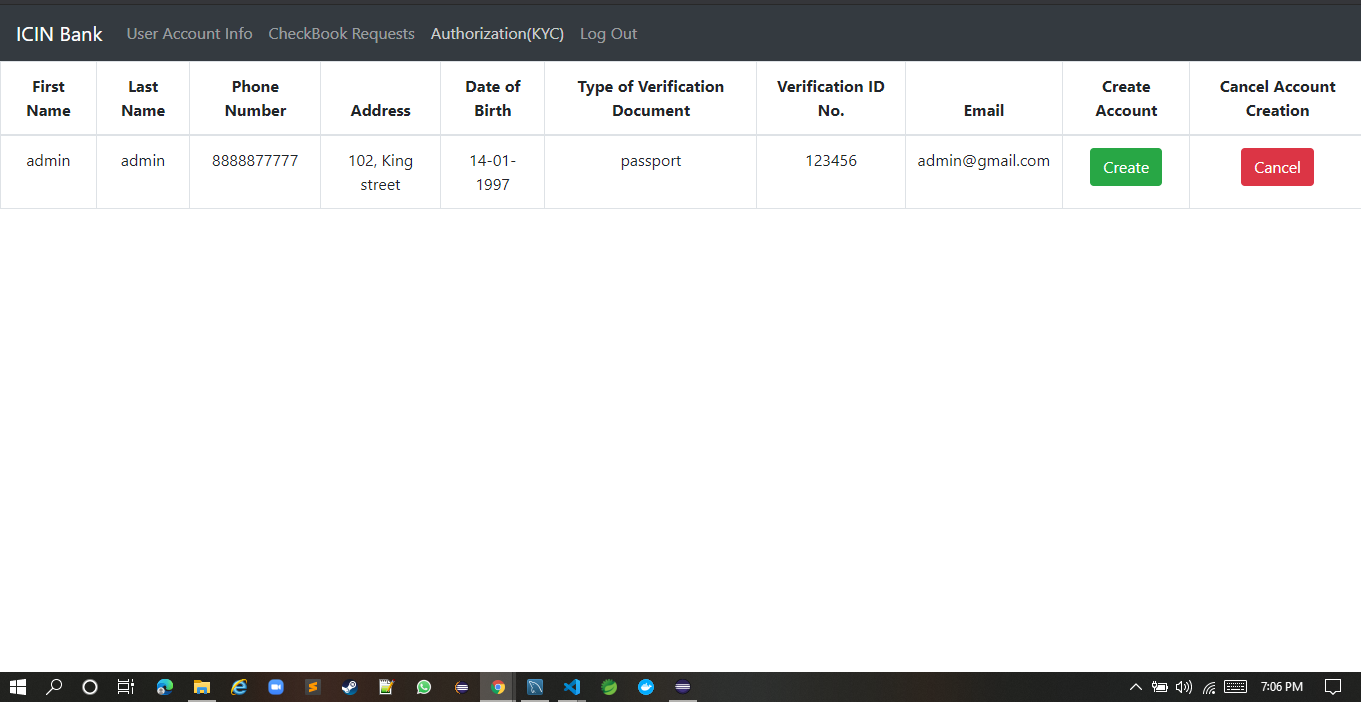 ICIN Bank User Account Info CheckBook Requests Authorization(KYC) Log Out
First Name Last Name Phone Number Address Date of Birth Type of Verification Document Verification ID No. Email Create Account Cancel Account Creation
admin admin 8888877777 102, King street 14-01-1997 passport 123456 admin@gmail.com Create Cancel
7:06 PM